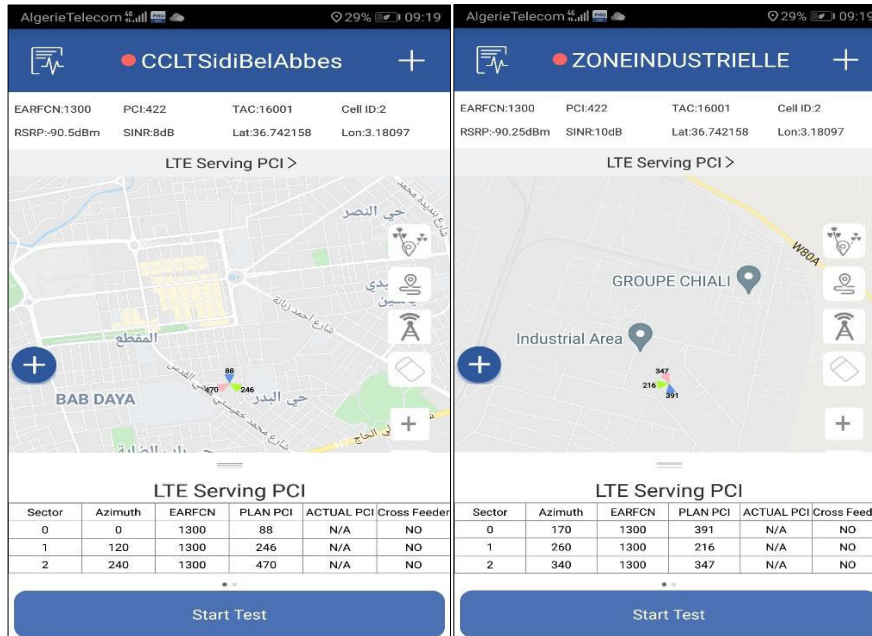 AlgerieTelecom 4G 29% 09:19
CCLTSidiBelAbbes
EARFCN:1300 PCI:422 TAC:16001 Cell ID:2
RSRP:-90.5dBm SINR:8dB Lat:36.742158 Lon:3.18097
LTE Serving PCI >
حي النصر
شارع أحمد زبانة
المقطع
88
470 246
BAB DAYA
حي البدر
LTE Serving PCI
Sector Azimuth EARFCN PLAN PCI ACTUAL PCI Cross Feeder
0 0 1300 88 N/A NO
1 120 1300 246 N/A NO
2 240 1300 470 N/A NO
Start Test
AlgerieTelecom 4G 29% 09:19
ZONEINDUSTRIELLE
EARFCN:1300 PCI:422 TAC:16001 Cell ID:2
RSRP:-90.25dBm SINR:10dB Lat:36.742158 Lon:3.18097
LTE Serving PCI >
W80A
GROUPE CHIALI
Industrial Area
347
216
391
LTE Serving PCI
Sector Azimuth EARFCN PLAN PCI ACTUAL PCI Cross Feed
0 170 1300 391 N/A NO
1 260 1300 216 N/A NO
2 340 1300 347 N/A NO
Start Test